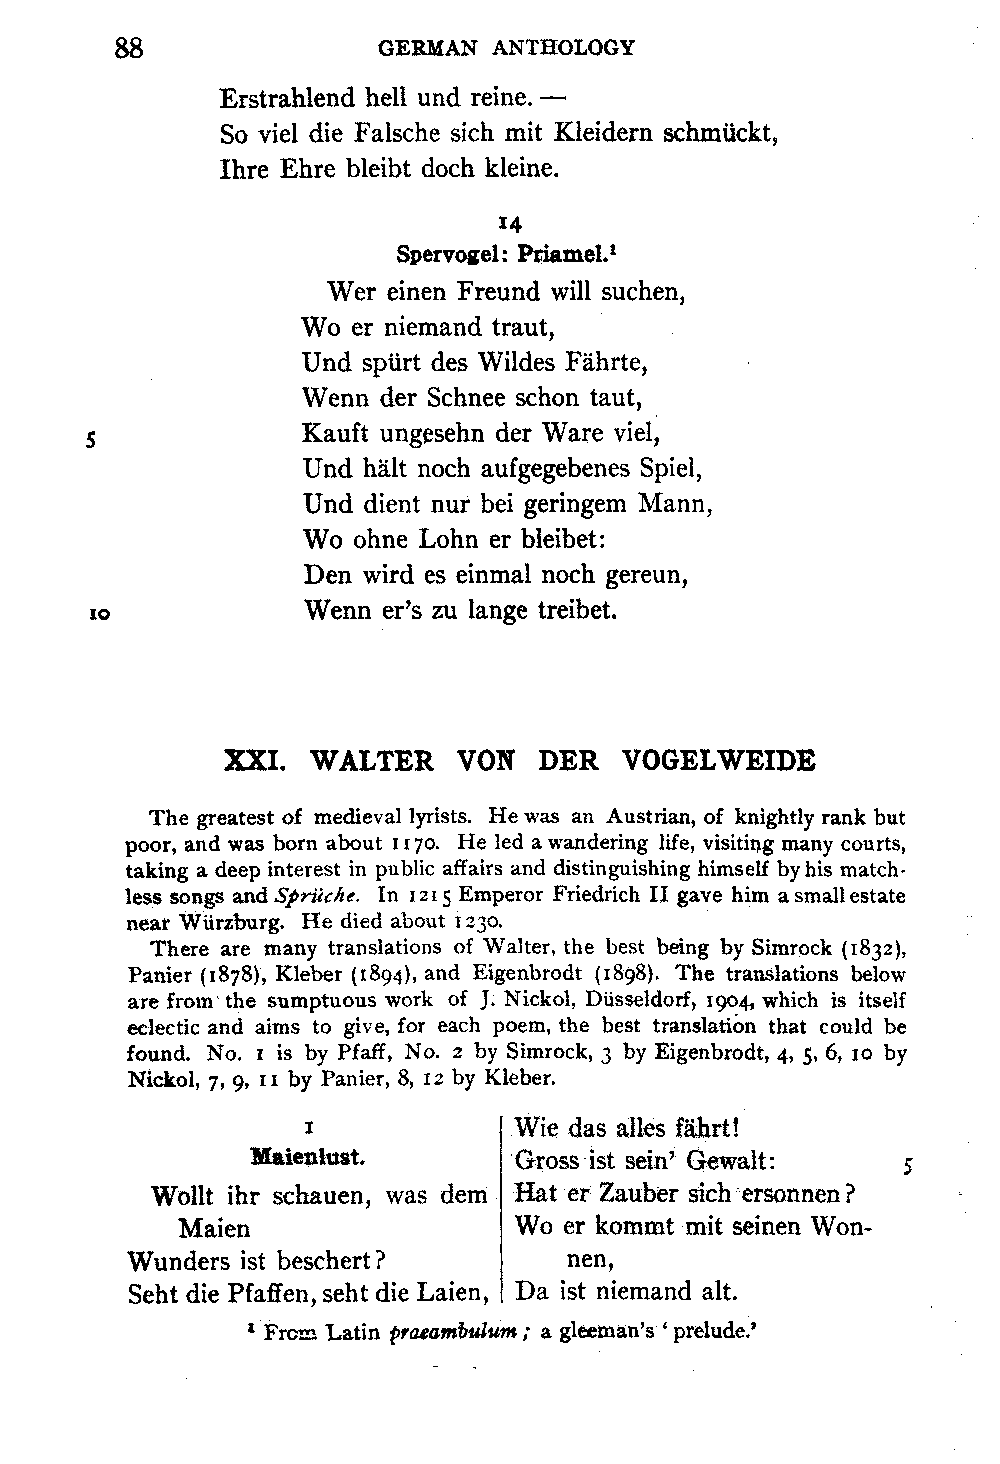 88 GERMAN ANTHOLOGY
Erstrahlend hell und reine. —
So viel die Falsche sich mit Kleidern schmückt,
Ihre Ehre bleibt doch kleine.
14
Spervogel: Priamel.¹
Wer einen Freund will suchen,
Wo er niemand traut,
Und spürt des Wildes Fährte,
Wenn der Schnee schon taut,
5 Kauft ungesehn der Ware viel,
Und hält noch aufgegebenes Spiel,
Und dient nur bei geringem Mann,
Wo ohne Lohn er bleibet:
Den wird es einmal noch gereun,
10 Wenn er's zu lange treibet.
XXI. WALTER VON DER VOGELWEIDE
The greatest of medieval lyrists. He was an Austrian, of knightly rank but
poor, and was born about 1170. He led a wandering life, visiting many courts,
taking a deep interest in public affairs and distinguishing himself by his match-
less songs and Sprüche. In 1215 Emperor Friedrich II gave him a small estate
near Würzburg. He died about 1230.
There are many translations of Walter, the best being by Simrock (1832),
Panier (1878), Kleber (1894), and Eigenbrodt (1898). The translations below
are from the sumptuous work of J. Nickol, Düsseldorf, 1904, which is itself
eclectic and aims to give, for each poem, the best translation that could be
found. No. 1 is by Pfaff, No. 2 by Simrock, 3 by Eigenbrodt, 4, 5, 6, 10 by
Nickol, 7, 9, 11 by Panier, 8, 12 by Kleber.
1
Maienlust.
Wollt ihr schauen, was dem
Maien
Wunders ist beschert?
Seht die Pfaffen, seht die Laien,
Wie das alles fährt!
Gross ist sein' Gewalt: 5
Hat er Zauber sich ersonnen?
Wo er kommt mit seinen Won-
nen,
Da ist niemand alt.
¹ From Latin praeambulum; a gleeman's 'prelude.'